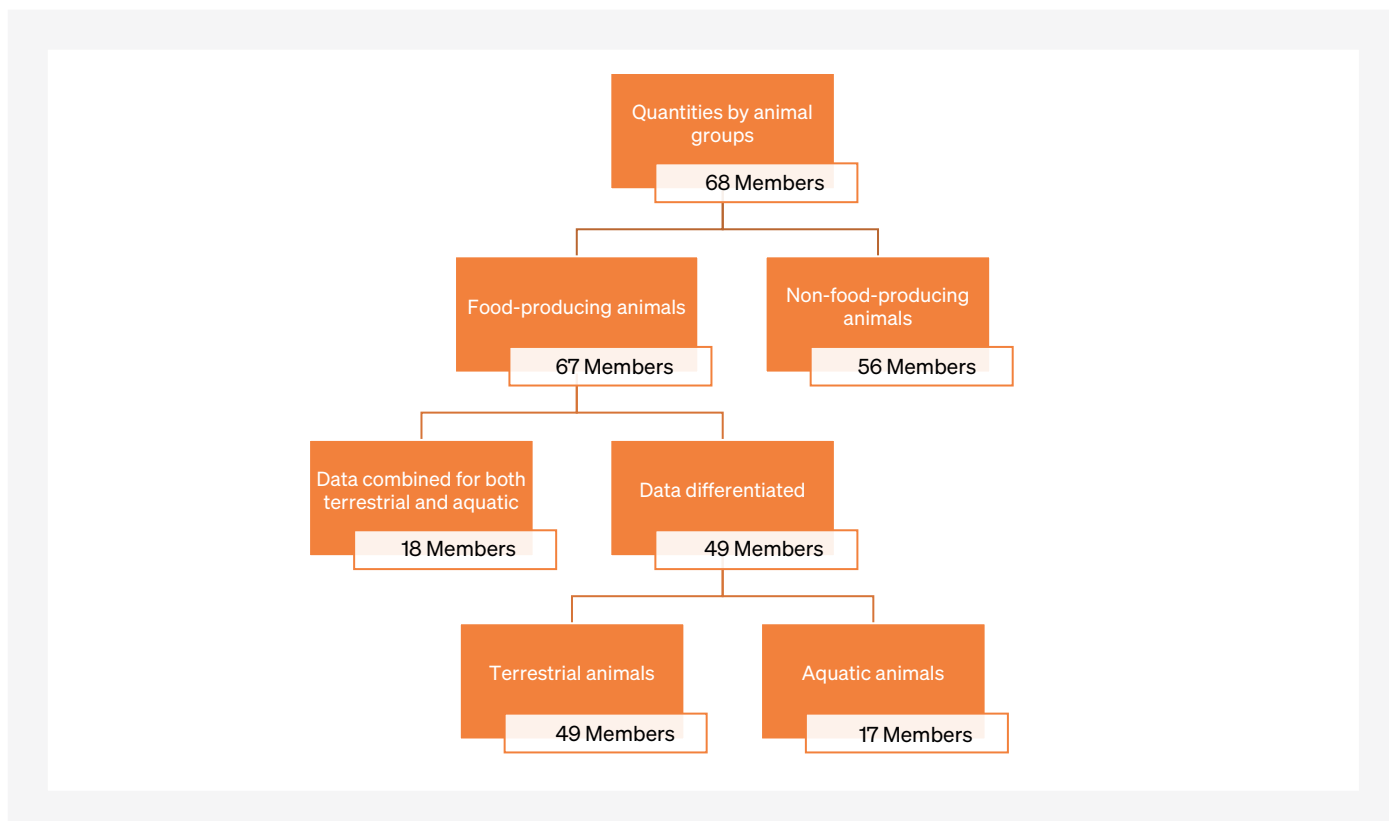 Quantities by animal
groups
68 Members
Food-producing animals
67 Members
Non-food-producing
animals
56 Members
Data combined for both
terrestrial and aquatic
18 Members
Data differentiated
49 Members
Terrestrial animals
49 Members
Aquatic animals
17 Members